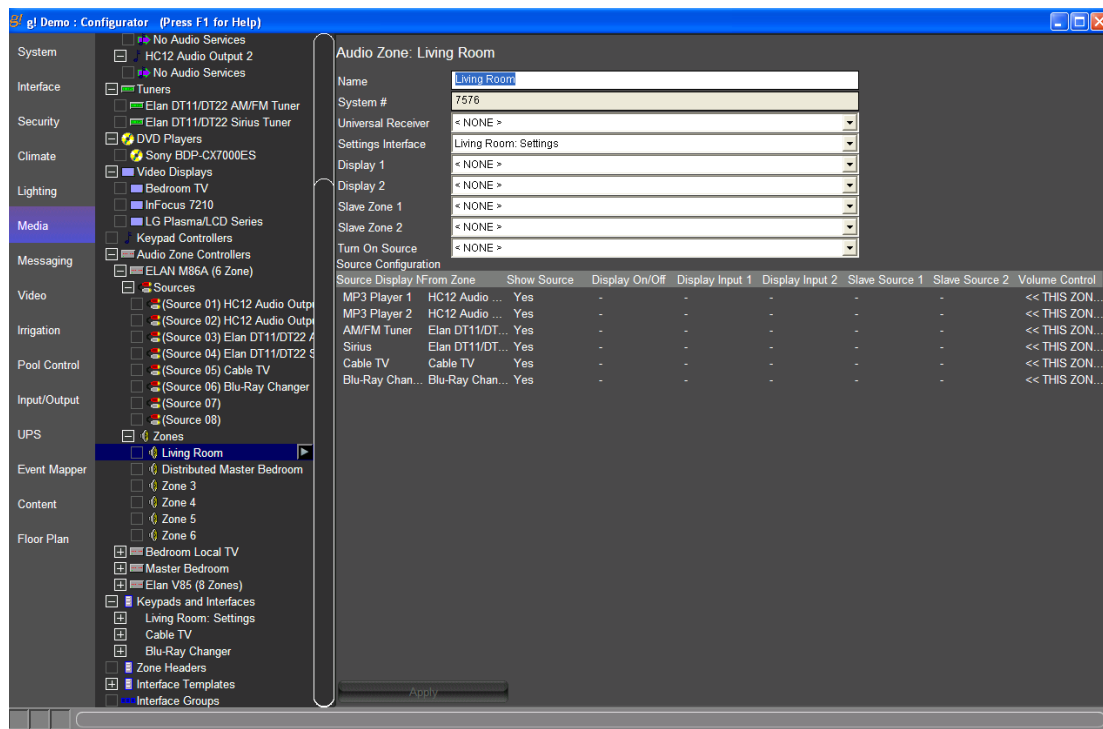 g! g! Demo : Configurator (Press F1 for Help)
System
Interface
Security
Climate
Lighting
Media
Messaging
Video
Irrigation
Pool Control
Input/Output
UPS
Event Mapper
Content
Floor Plan
No Audio Services
HC12 Audio Output 2
No Audio Services
Tuners
Elan DT11/DT22 AM/FM Tuner
Elan DT11/DT22 Sirius Tuner
DVD Players
Sony BDP-CX7000ES
Video Displays
Bedroom TV
InFocus 7210
LG Plasma/LCD Series
Keypad Controllers
Audio Zone Controllers
ELAN M86A (6 Zone)
Sources
(Source 01) HC12 Audio Outp
(Source 02) HC12 Audio Outp
(Source 03) Elan DT11/DT22 A
(Source 04) Elan DT11/DT22 S
(Source 05) Cable TV
(Source 06) Blu-Ray Changer
(Source 07)
(Source 08)
Zones
Living Room
Distributed Master Bedroom
Zone 3
Zone 4
Zone 5
Zone 6
Bedroom Local TV
Master Bedroom
Elan V85 (8 Zones)
Keypads and Interfaces
Living Room: Settings
Cable TV
Blu-Ray Changer
Zone Headers
Interface Templates
Interface Groups
Audio Zone: Living Room
Name Living Room
System # 7576
Universal Receiver < NONE >
Settings Interface Living Room: Settings
Display 1 < NONE >
Display 2 < NONE >
Slave Zone 1 < NONE >
Slave Zone 2 < NONE >
Turn On Source < NONE >
Source Configuration
Source Display N From Zone Show Source Display On/Off Display Input 1 Display Input 2 Slave Source 1 Slave Source 2 Volume Control
MP3 Player 1 HC12 Audio ... Yes - - - - - << THIS ZON...
MP3 Player 2 HC12 Audio ... Yes - - - - - << THIS ZON...
AM/FM Tuner Elan DT11/DT... Yes - - - - - << THIS ZON...
Sirius Elan DT11/DT... Yes - - - - - << THIS ZON...
Cable TV Cable TV Yes - - - - - << THIS ZON...
Blu-Ray Chan... Blu-Ray Chan... Yes - - - - - << THIS ZON...
Apply